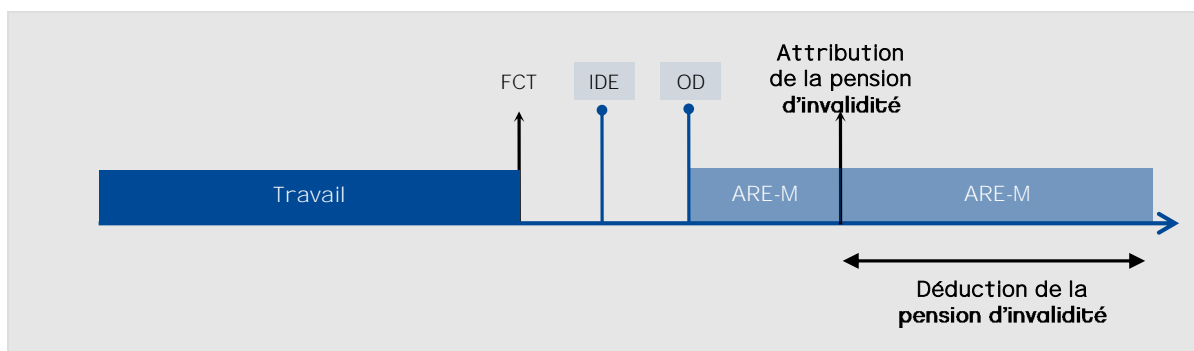 Attribution
de la pension
d'invalidité
FCT
IDE
OD
Travail
ARE-M
ARE-M
Déduction de la
pension d'invalidité